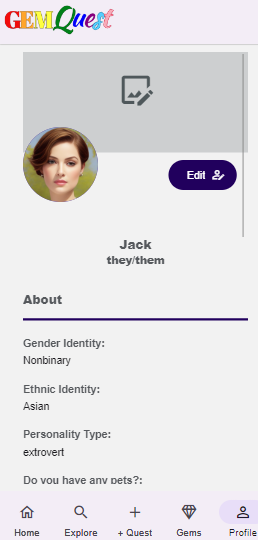 GEMQuest
Edit
Jack
they/them
About
Gender Identity:
Nonbinary
Ethnic Identity:
Asian
Personality Type:
extrovert
Do you have any pets?:
Home Explore + Quest Gems Profile